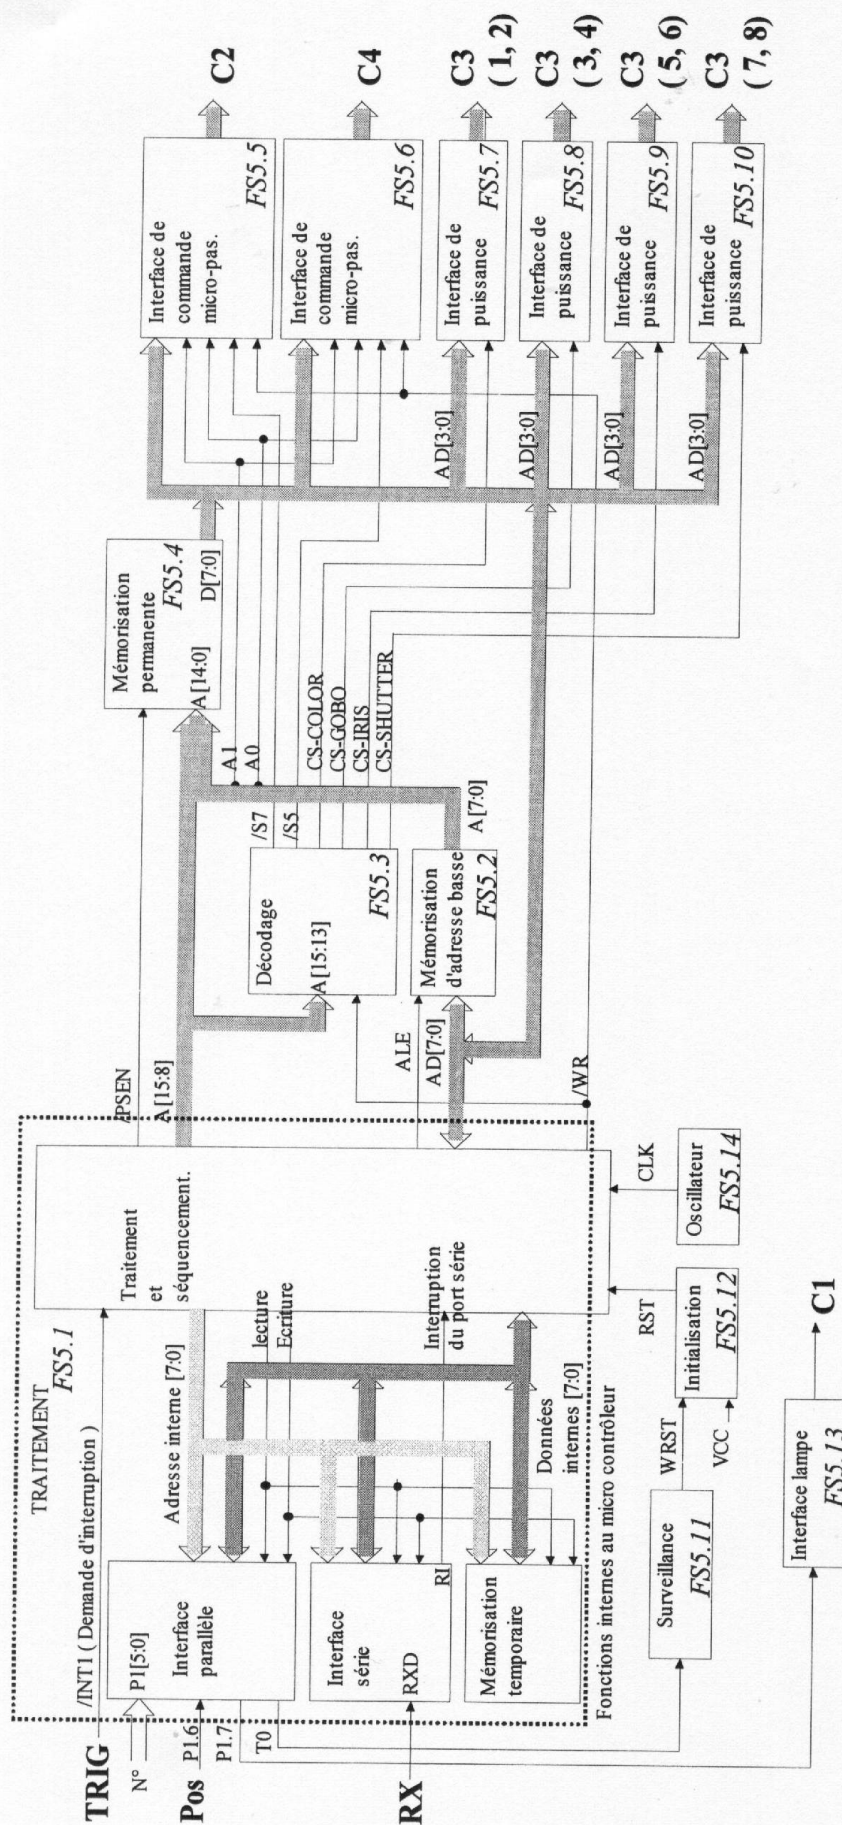 TRIG
/INT1 ( Demande d'interruption )
N°
Pos
P1.6
P1.7
T0
RX
TRAITEMENT
FS5.1
P1[5:0]
Interface
parallèle
Interface
série
RXD
RI
Mémorisation
temporaire
Adresse interne [7:0]
lecture
Ecriture
Interruption
du port série
Données
internes [7:0]
Traitement
et
séquencement.
Fonctions internes au micro contrôleur
Surveillance
FS5.11
WRST
VCC
Initialisation
FS5.12
RST
Oscillateur
FS5.14
CLK
Interface lampe
FS5.13
C1
/PSEN
A[15:8]
ALE
AD[7:0]
/WR
Décodage
A[15:13]
FS5.3
Mémorisation
d'adresse basse
FS5.2
A[7:0]
/S7
/S5
A1
A0
CS-COLOR
CS-GOBO
CS-IRIS
CS-SHUTTER
Mémorisation
permanente
FS5.4
A[14:0]
D[7:0]
AD[3:0]
AD[3:0]
AD[3:0]
AD[3:0]
Interface de
commande
micro-pas.
FS5.5
C2
Interface de
commande
micro-pas.
FS5.6
C4
Interface de
puissance
FS5.7
C3
( 1, 2)
Interface de
puissance
FS5.8
C3
( 3, 4)
Interface de
puissance
FS5.9
C3
( 5, 6)
Interface de
puissance
FS5.10
C3
( 7, 8)